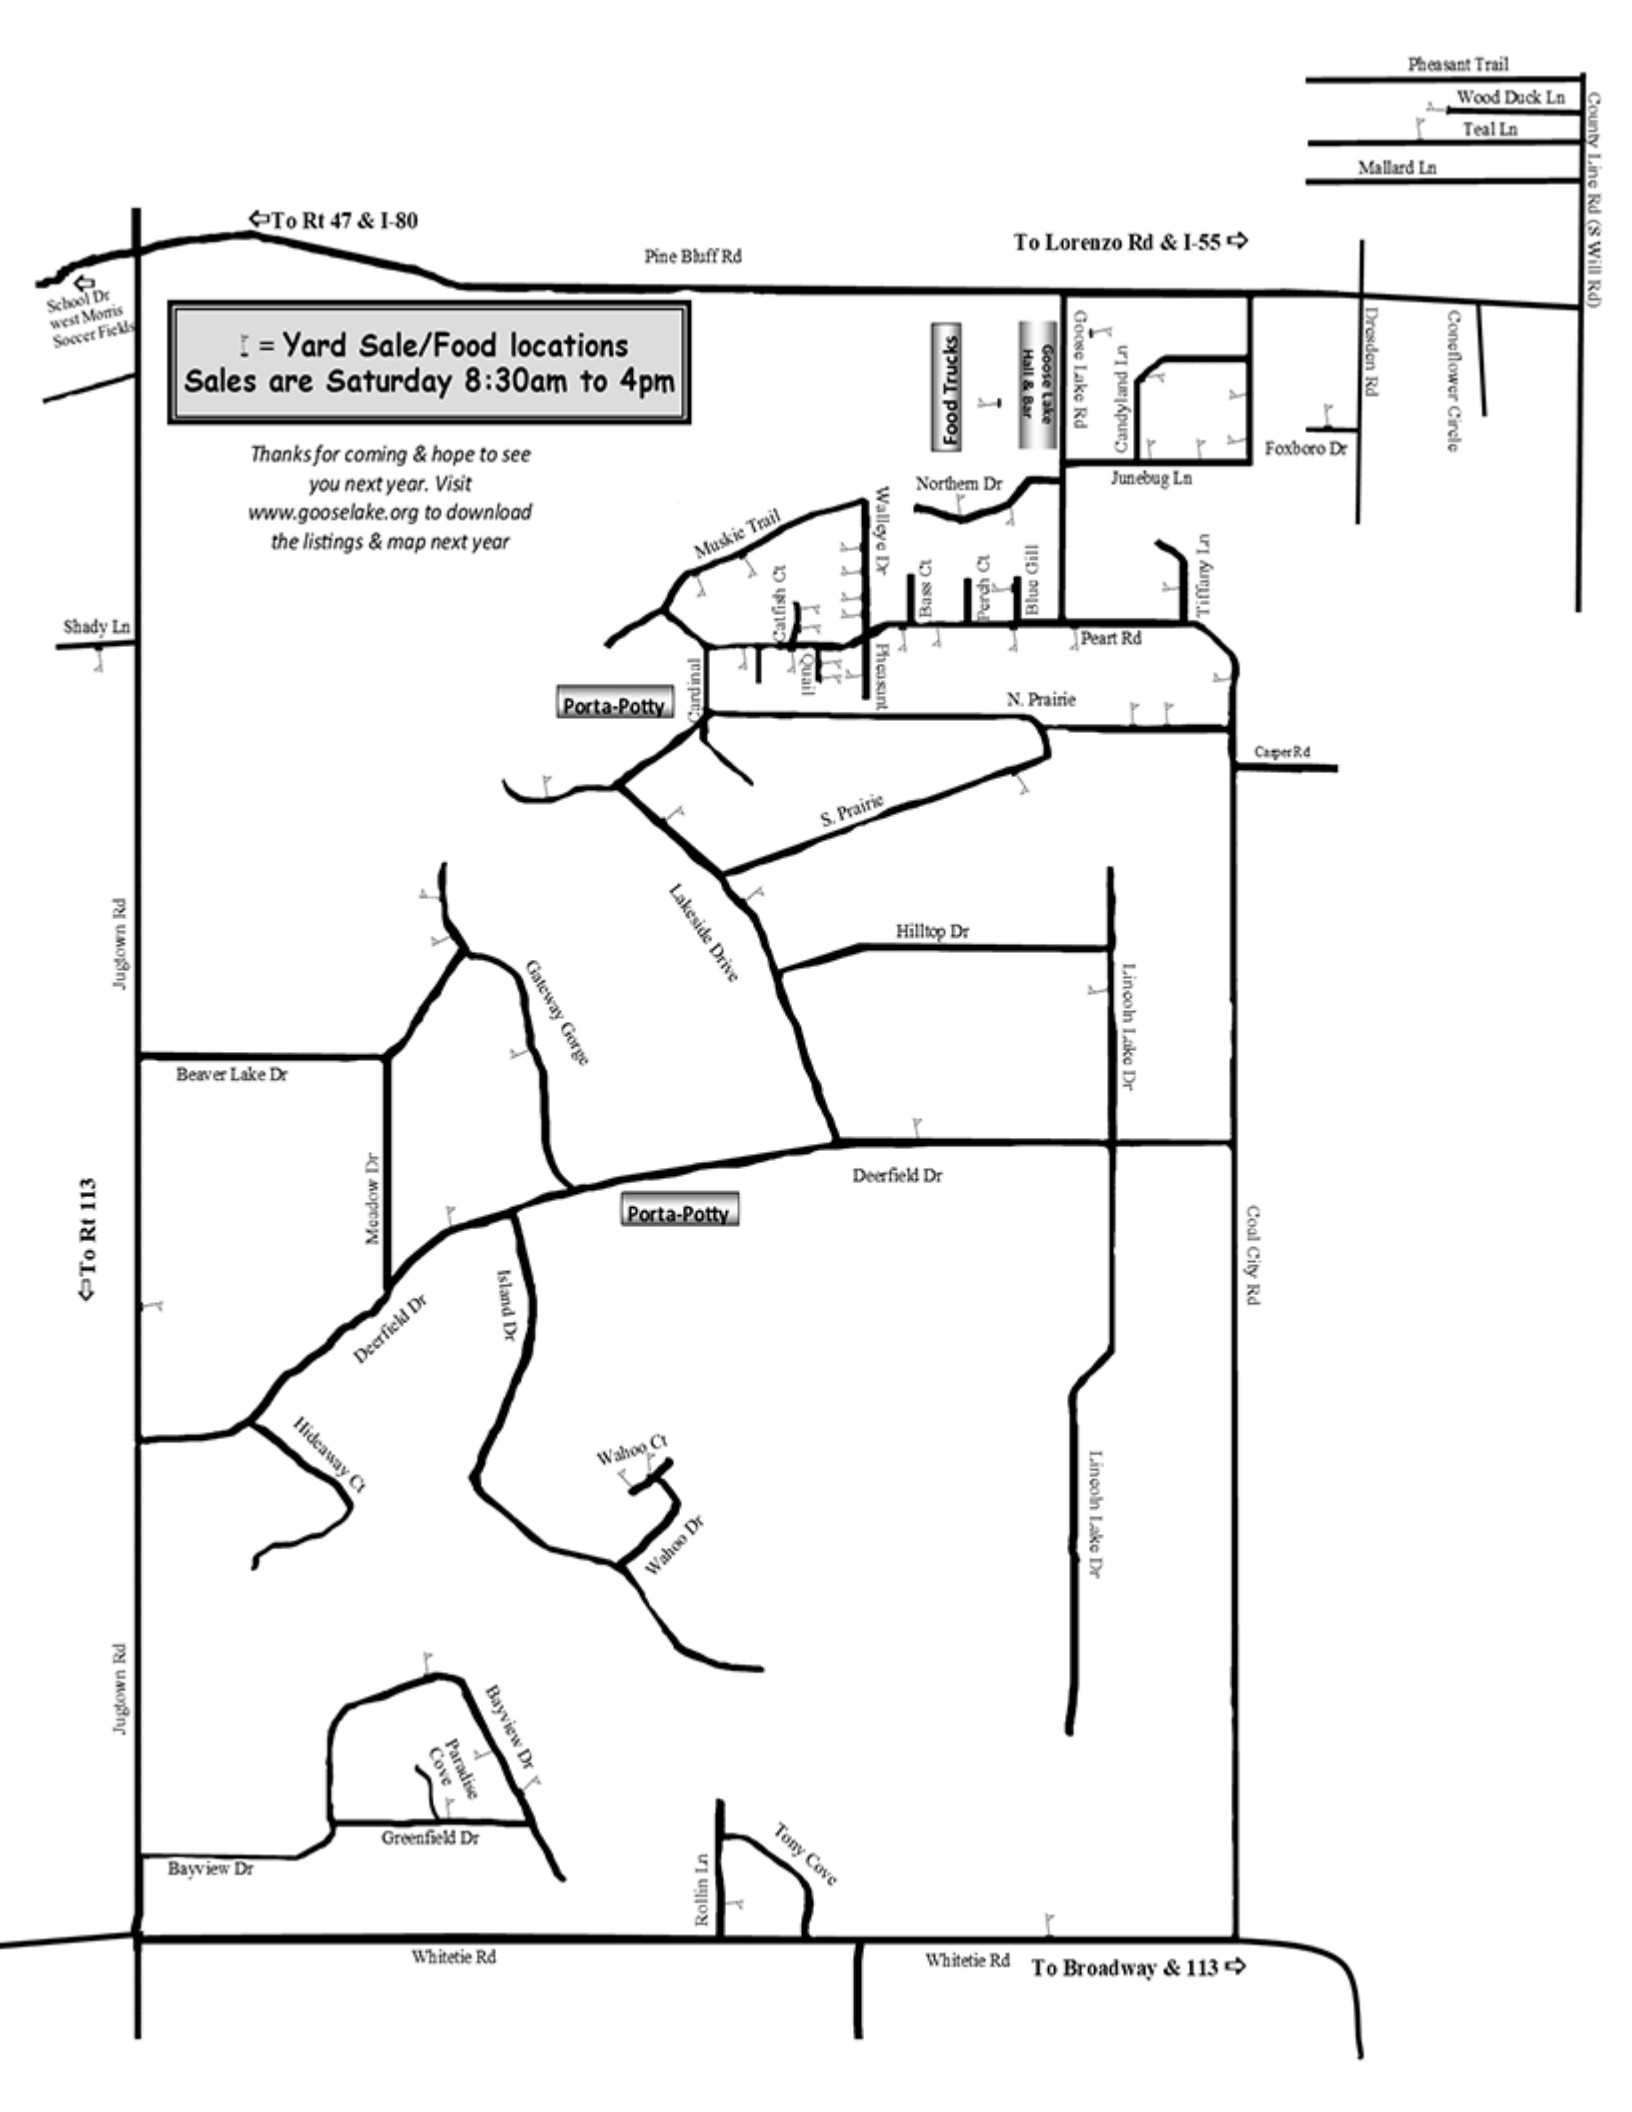 Pheasant Trail
Wood Duck Ln
Teal Ln
Mallard Ln
County Line Rd (S Will Rd)
⇦To Rt 47 & I-80
To Lorenzo Rd & I-55 ⇨
Pine Bluff Rd
School Dr
west Morris
Soccer Fields
= Yard Sale/Food locations
Sales are Saturday 8:30am to 4pm
Thanks for coming & hope to see
you next year. Visit
www.gooselake.org to download
the listings & map next year
Food Trucks
Goose Lake
Hall & Bar
Goose Lake Rd
Candyland Ln
Dresden Rd
Coneflower Circle
Foxboro Dr
Junebug Ln
Northern Dr
Walleye Dr
Muskie Trail
Catfish Ct
Bass Ct
Perch Ct
Blue Gill
Tiffany Ln
Shady Ln
Peart Rd
Cardinal
Quail
Pheasant
Porta-Potty
N. Prairie
Casper Rd
S. Prairie
Lakeside Drive
Hilltop Dr
Jugtown Rd
Gateway Gorge
Lincoln Lake Dr
Beaver Lake Dr
Meadow Dr
Deerfield Dr
⇦To Rt 113
Porta-Potty
Coal City Rd
Island Dr
Deerfield Dr
Hideaway Ct
Wahoo Ct
Wahoo Dr
Lincoln Lake Dr
Jugtown Rd
Bayview Dr
Paradise
Cove
Greenfield Dr
Bayview Dr
Rollin Ln
Tony Cove
Whitetie Rd
Whitetie Rd
To Broadway & 113 ⇨